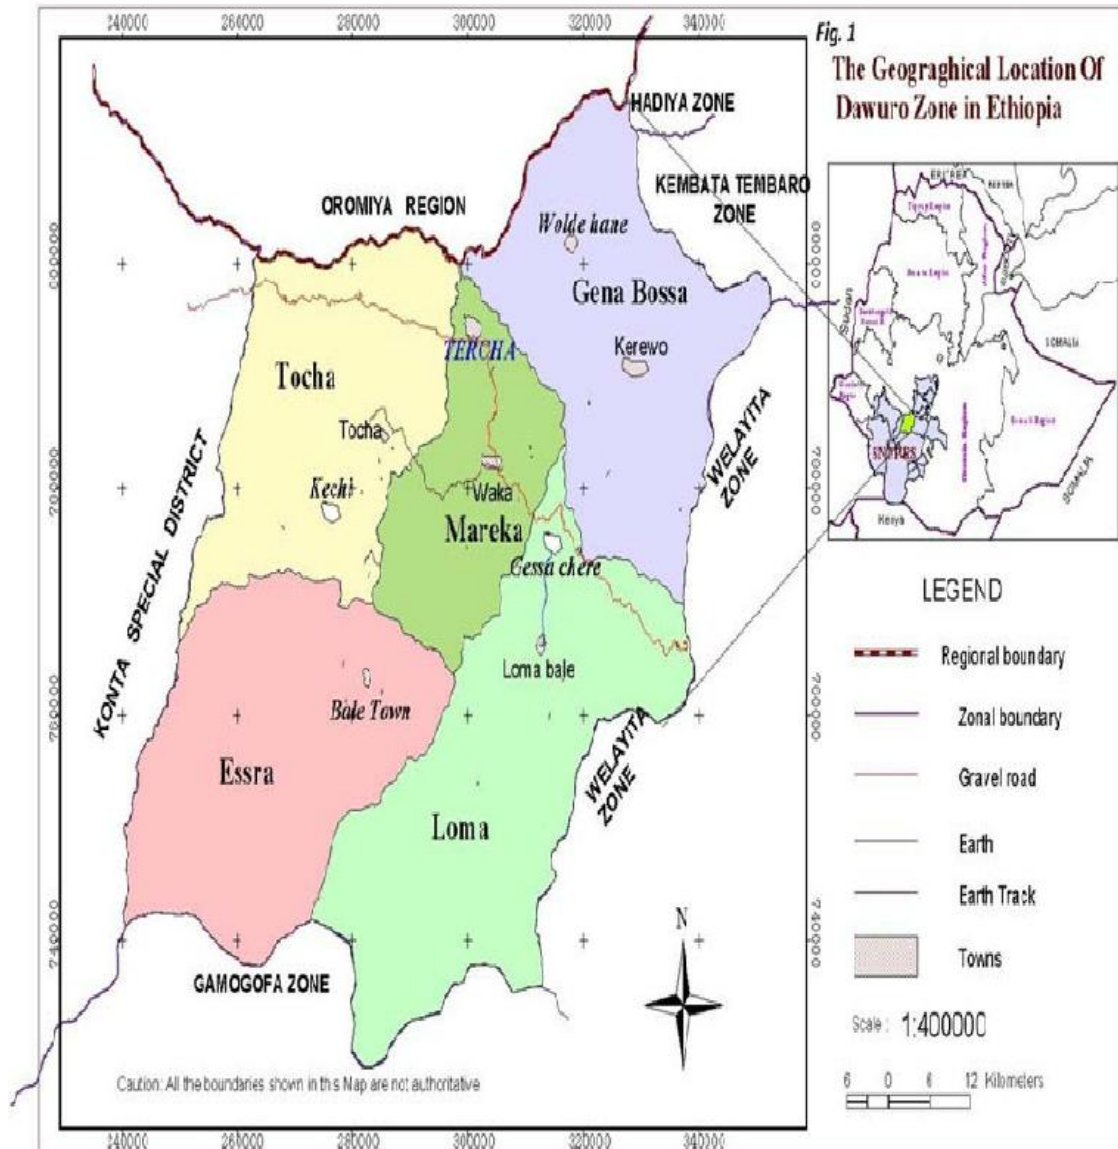 Fig. 1
The Geograghical Location Of
Dawuro Zone in Ethiopia
240000 260000 280000 300000 320000 340000
HADIYA ZONE
KEMBATA TEMBARO
ZONE
OROMIYA REGION
Wolde hane
Gena Bossa
TERCHA
Kerewo
Tocha
Tocha
Kechi
Waka
Mareka
WELAYITA
ZONE
KONTA SPECIAL DISTRICT
Gessa chere
Loma baje
Bale Town
Essra
WELAYITA
ZONE
Loma
GAMOGOFA ZONE
N
Caution: All the boundaries shown in this Map are not authoritative
240000 260000 280000 300000 320000 340000
Sudan
SOMALIA
Kenya
LEGEND
Regional boundary
Zonal boundary
Gravel road
Earth
Earth Track
Towns
Scale : 1:400000
6 0 6 12 Kilometers